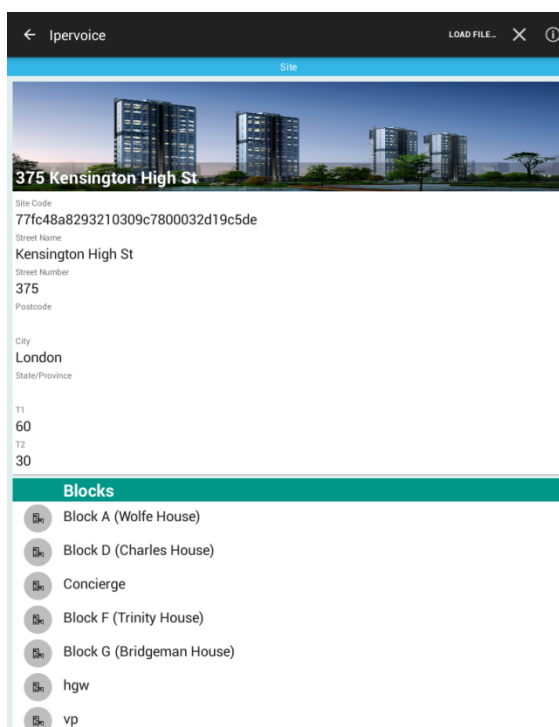 Ipervoice
LOAD FILE...
Site
375 Kensington High St
Site Code
77fc48a8293210309c7800032d19c5de
Street Name
Kensington High St
Street Number
375
Postcode
City
London
State/Province
T1
60
T2
30
Blocks
Block A (Wolfe House)
Block D (Charles House)
Concierge
Block F (Trinity House)
Block G (Bridgeman House)
hgw
vp